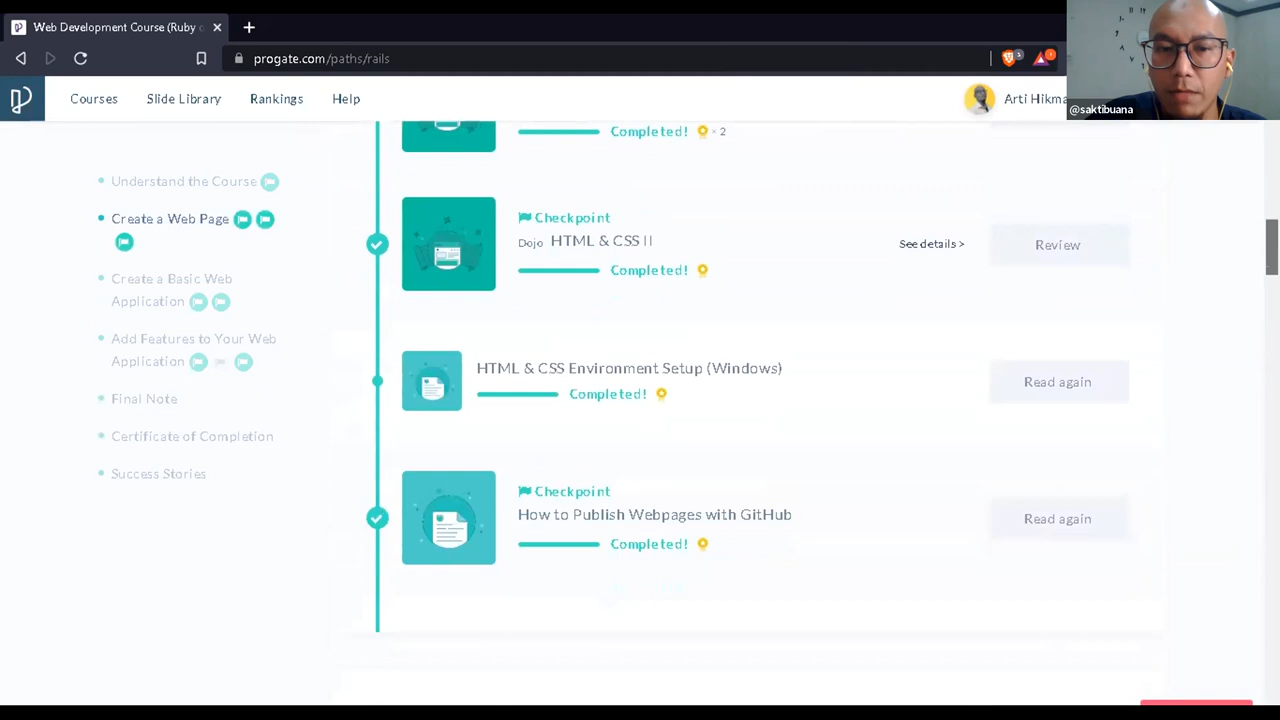 Web Development Course (Ruby o
progate.com/paths/rails
Courses
Slide Library
Rankings
Help
Arti Hikma
@saktibuana
Understand the Course
Create a Web Page
Create a Basic Web
Application
Add Features to Your Web
Application
Final Note
Certificate of Completion
Success Stories
Completed! × 2
Checkpoint
Dojo HTML & CSS II
Completed!
See details >
Review
HTML & CSS Environment Setup (Windows)
Completed!
Read again
Checkpoint
How to Publish Webpages with GitHub
Completed!
Read again